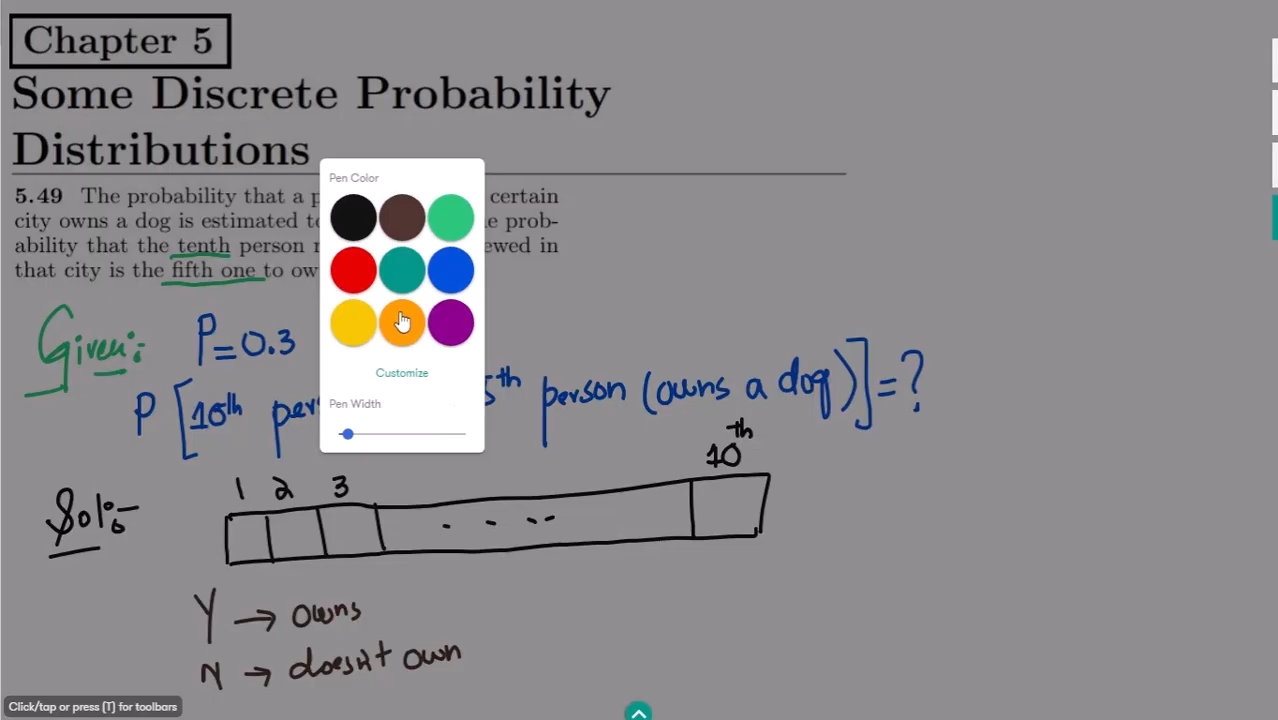 Chapter 5
Some Discrete Probability
Distributions
5.49 The probability that a p certain
city owns a dog is estimated t e prob-
ability that the tenth person r ewed in
that city is the fifth one to ow
Pen Color
Customize
Pen Width
Given:
P=0.3
P [10th per 5th person (owns a dog)]=?
10th
1 2 3
Sol:-
Y → owns
N → doesn't own
Click/tap or press (T) for toolbars